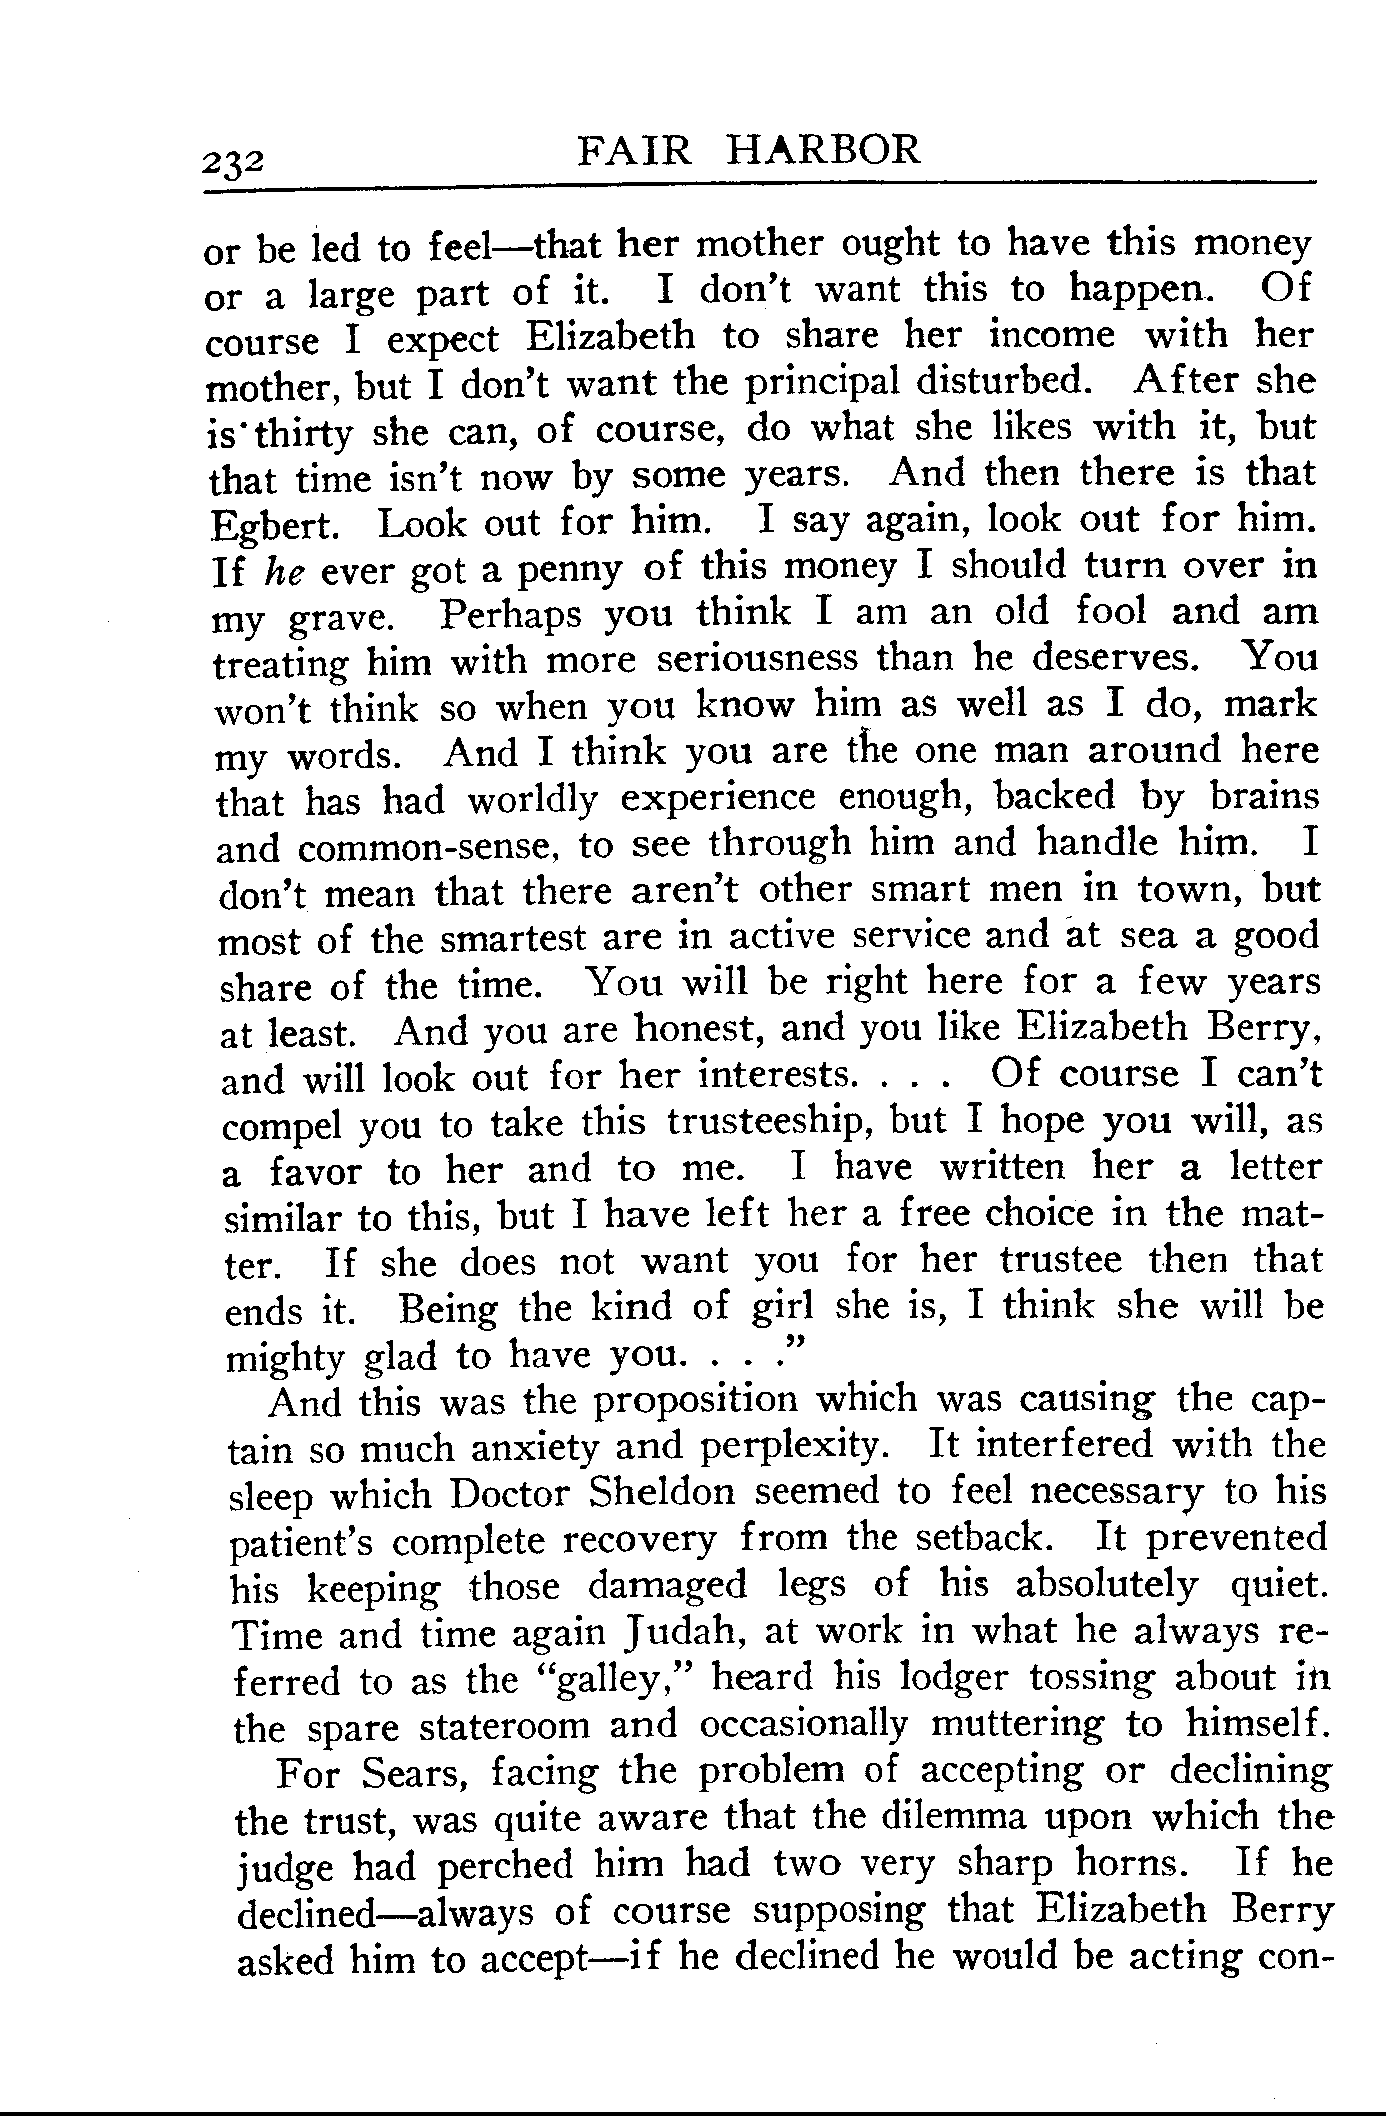 232 FAIR HARBOR
or be led to feel—that her mother ought to have this money
or a large part of it. I don't want this to happen. Of
course I expect Elizabeth to share her income with her
mother, but I don't want the principal disturbed. After she
is thirty she can, of course, do what she likes with it, but
that time isn't now by some years. And then there is that
Egbert. Look out for him. I say again, look out for him.
If he ever got a penny of this money I should turn over in
my grave. Perhaps you think I am an old fool and am
treating him with more seriousness than he deserves. You
won't think so when you know him as well as I do, mark
my words. And I think you are the one man around here
that has had worldly experience enough, backed by brains
and common-sense, to see through him and handle him. I
don't mean that there aren't other smart men in town, but
most of the smartest are in active service and at sea a good
share of the time. You will be right here for a few years
at least. And you are honest, and you like Elizabeth Berry,
and will look out for her interests. . . . Of course I can't
compel you to take this trusteeship, but I hope you will, as
a favor to her and to me. I have written her a letter
similar to this, but I have left her a free choice in the mat-
ter. If she does not want you for her trustee then that
ends it. Being the kind of girl she is, I think she will be
mighty glad to have you. . . ."
And this was the proposition which was causing the cap-
tain so much anxiety and perplexity. It interfered with the
sleep which Doctor Sheldon seemed to feel necessary to his
patient's complete recovery from the setback. It prevented
his keeping those damaged legs of his absolutely quiet.
Time and time again Judah, at work in what he always re-
ferred to as the "galley," heard his lodger tossing about in
the spare stateroom and occasionally muttering to himself.
For Sears, facing the problem of accepting or declining
the trust, was quite aware that the dilemma upon which the
judge had perched him had two very sharp horns. If he
declined—always of course supposing that Elizabeth Berry
asked him to accept—if he declined he would be acting con-